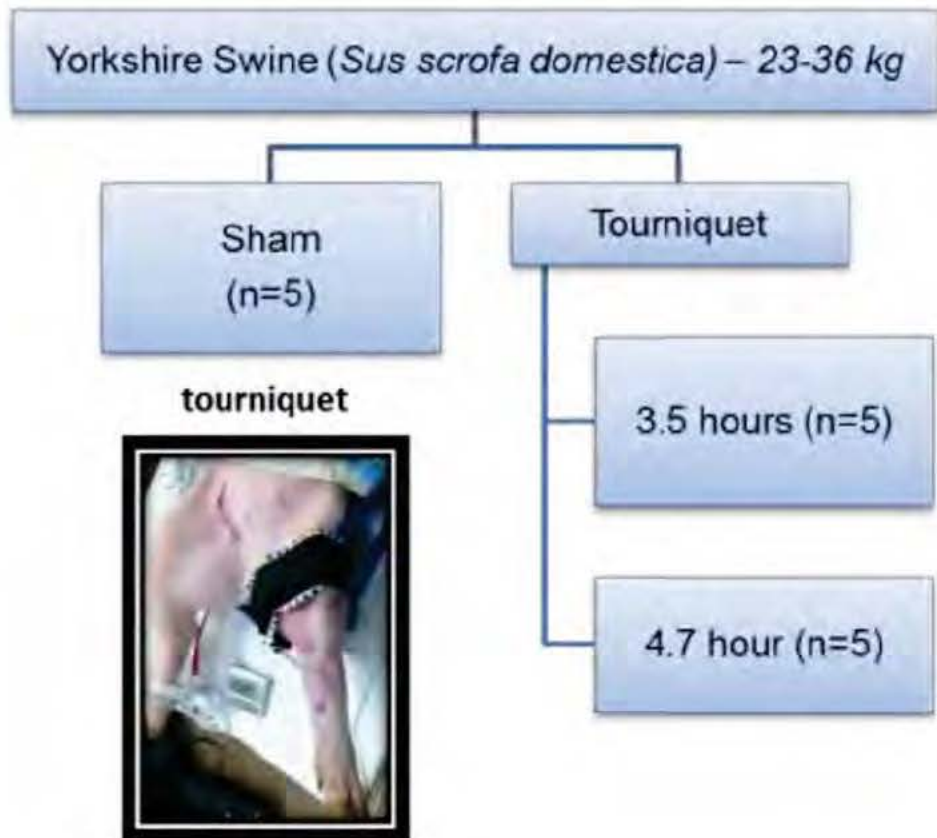 Yorkshire Swine (Sus scrofa domestica) – 23-36 kg
Sham
(n=5)
Tourniquet
tourniquet
3.5 hours (n=5)
4.7 hour (n=5)